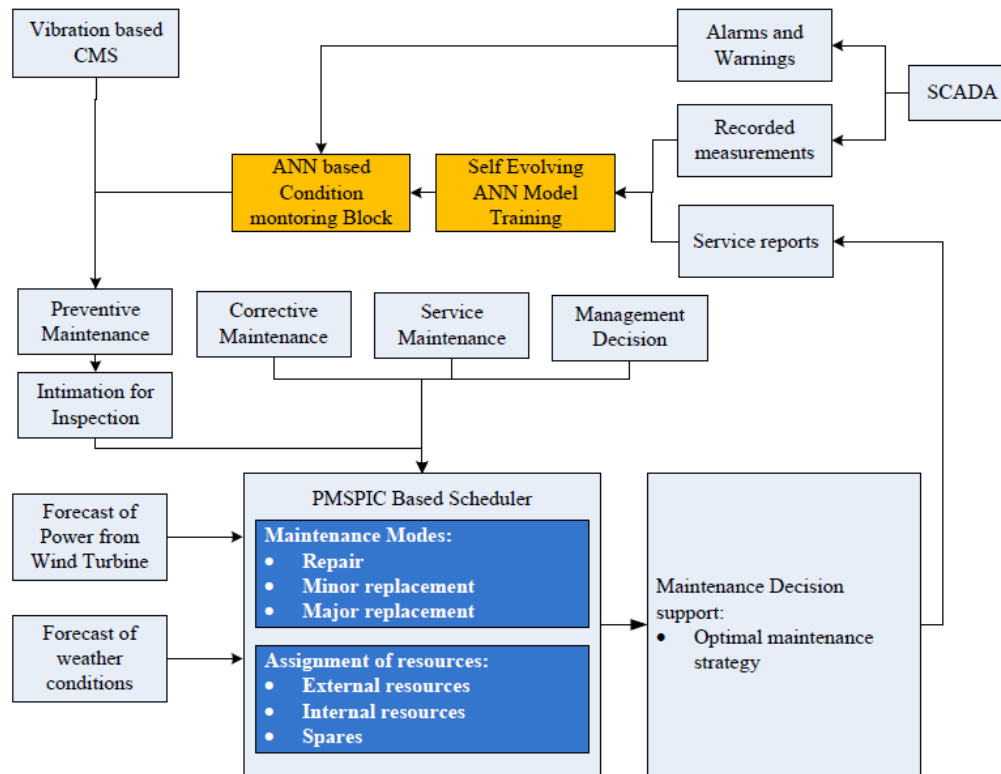 Vibration based
CMS
Alarms and
Warnings
SCADA
Recorded
measurements
ANN based
Condition
montoring Block
Self Evolving
ANN Model
Training
Service reports
Preventive
Maintenance
Corrective
Maintenance
Service
Maintenance
Management
Decision
Intimation for
Inspection
PMSPIC Based Scheduler
Forecast of
Power from
Wind Turbine
Maintenance Modes:
• Repair
• Minor replacement
• Major replacement
Forecast of
weather
conditions
Assignment of resources:
• External resources
• Internal resources
• Spares
Maintenance Decision
support:
• Optimal maintenance
strategy